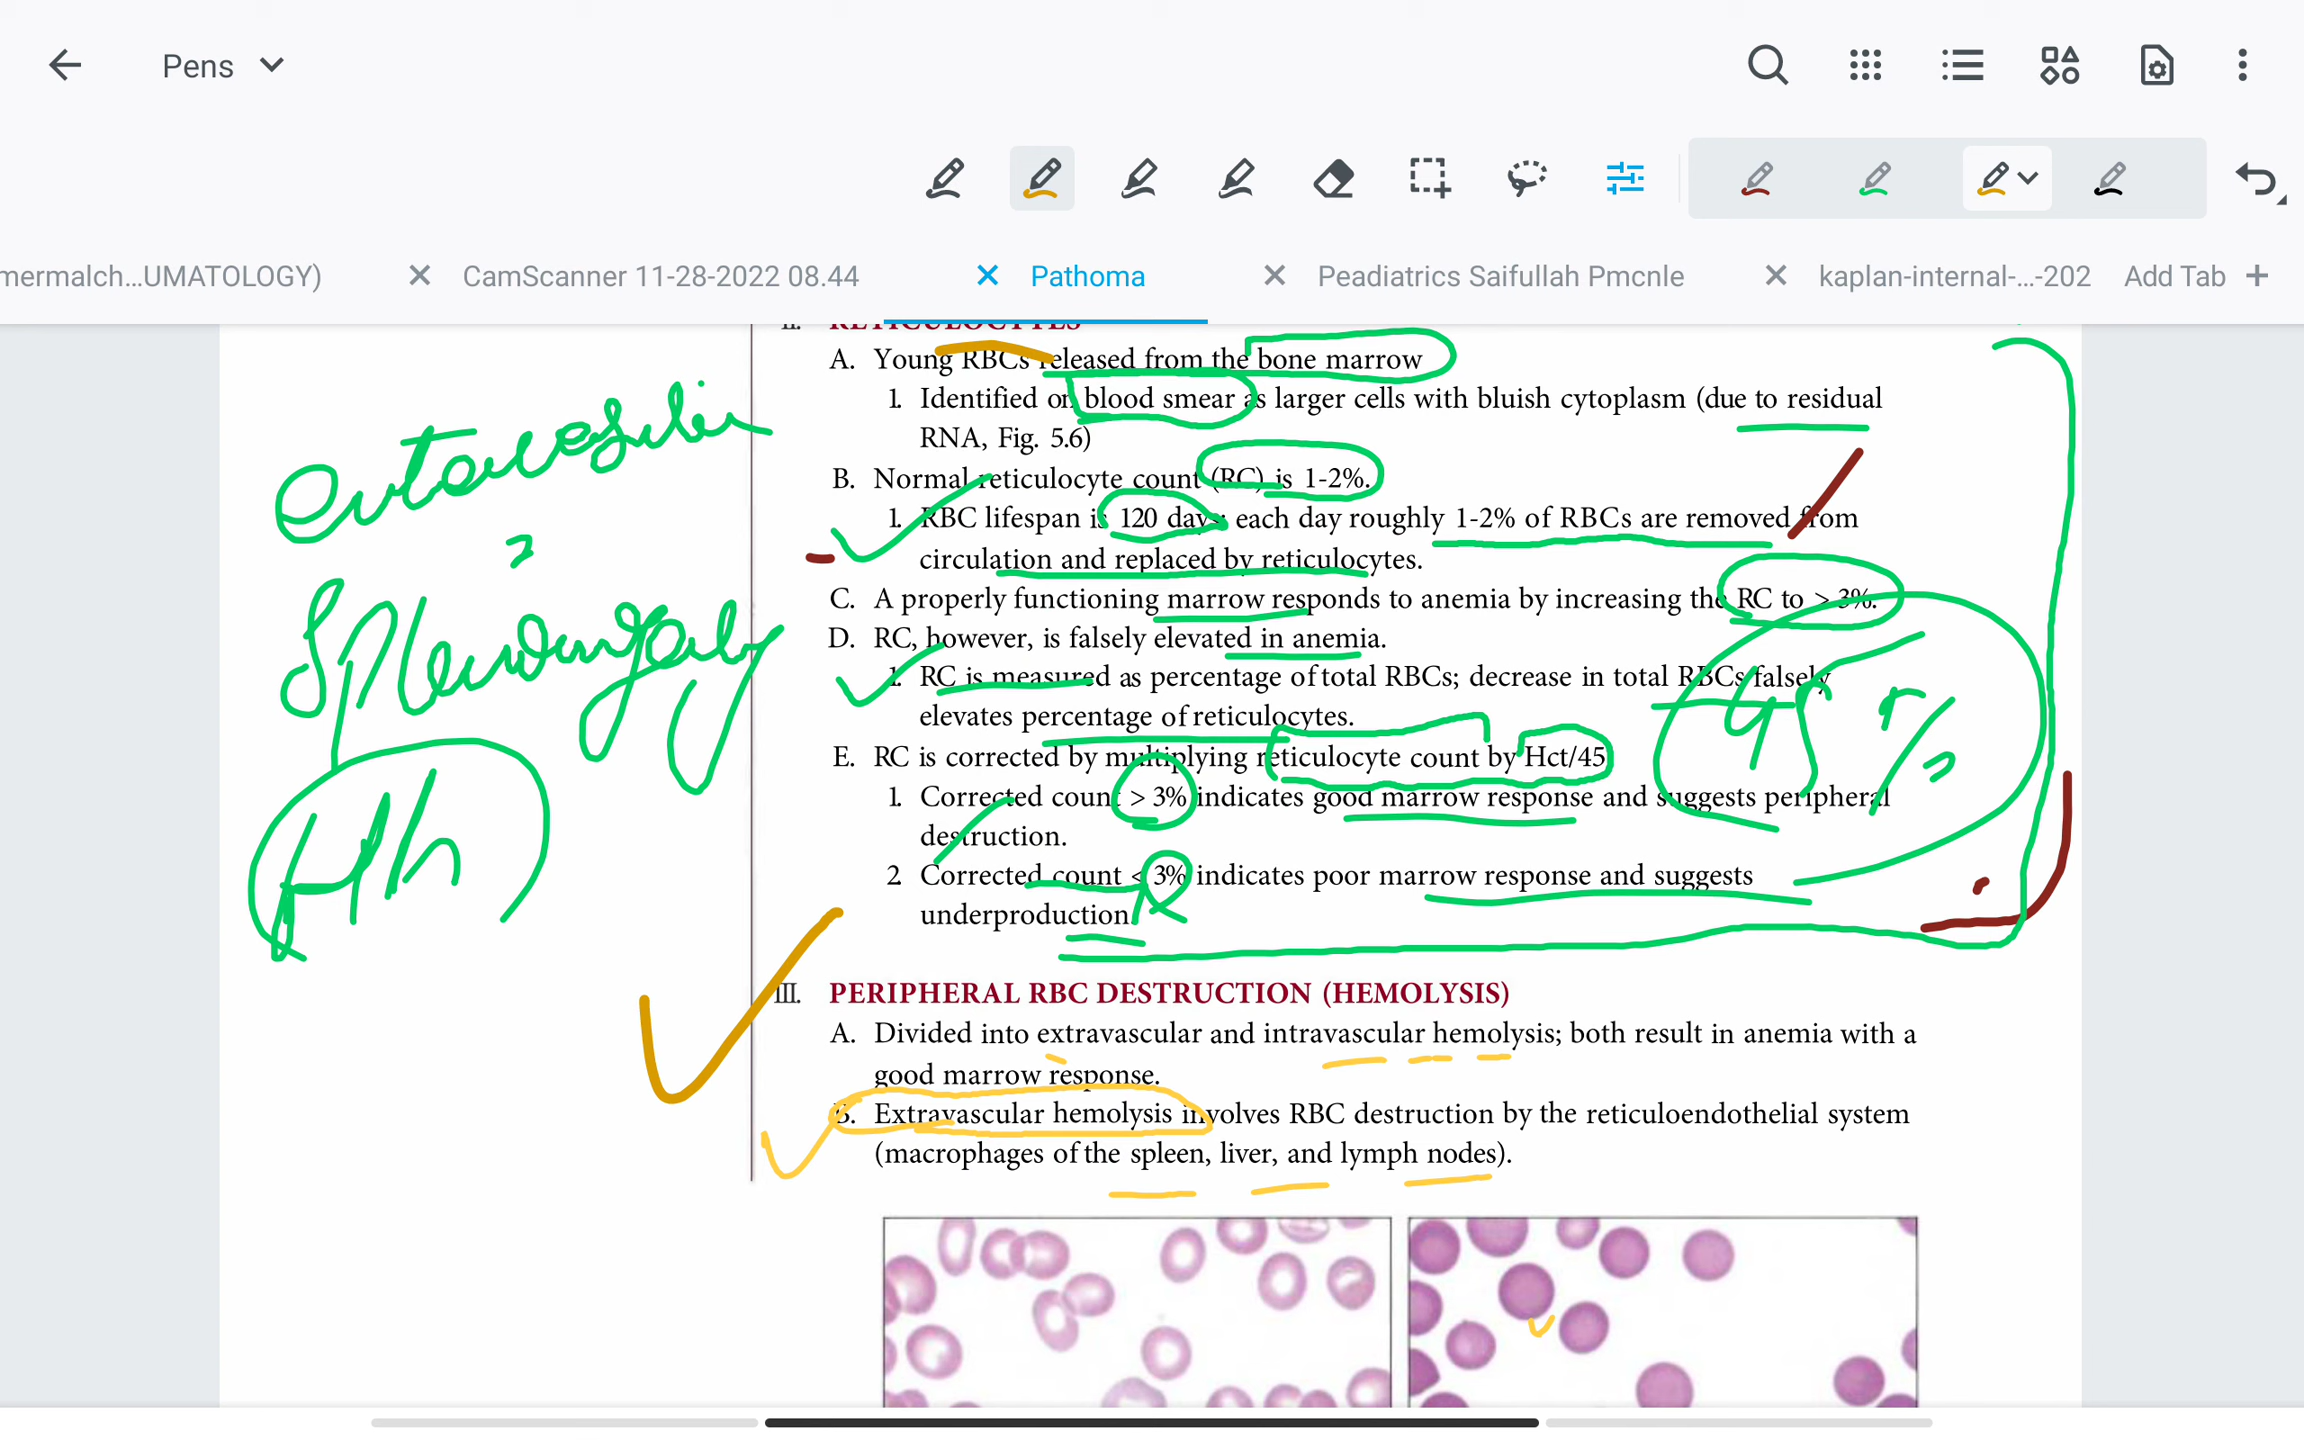 Pens
mermalch...UMATOLOGY)
CamScanner 11-28-2022 08.44
Pathoma
Peadiatrics Saifullah Pmcnle
kaplan-internal-...-202
Add Tab
II. RETICULOCYTES
A. Young RBCs released from the bone marrow
1. Identified on blood smear as larger cells with bluish cytoplasm (due to residual
RNA, Fig. 5.6)
B. Normal reticulocyte count (RC) is 1-2%.
1. RBC lifespan is 120 days; each day roughly 1-2% of RBCs are removed from
circulation and replaced by reticulocytes.
C. A properly functioning marrow responds to anemia by increasing the RC to > 3%.
D. RC, however, is falsely elevated in anemia.
1. RC is measured as percentage of total RBCs; decrease in total RBCs falsely
elevates percentage of reticulocytes.
E. RC is corrected by multiplying reticulocyte count by Hct/45
1. Corrected count > 3% indicates good marrow response and suggests peripheral
destruction.
2. Corrected count < 3% indicates poor marrow response and suggests
underproduction.
III. PERIPHERAL RBC DESTRUCTION (HEMOLYSIS)
A. Divided into extravascular and intravascular hemolysis; both result in anemia with a
good marrow response.
B. Extravascular hemolysis involves RBC destruction by the reticuloendothelial system
(macrophages of the spleen, liver, and lymph nodes).